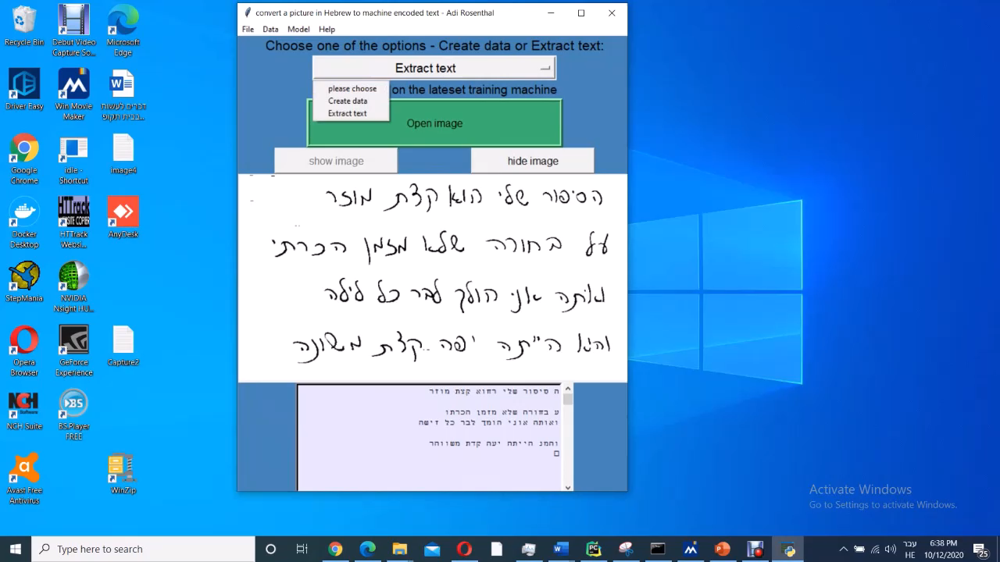 Recycle Bin
Debut Video Capture So...
Microsoft Edge
Driver Easy
Win Movie Maker
דברים לעשות בבית תקופ...
Google Chrome
idle - Shortcut
image4
Docker Desktop
HTTrack Websi...
AnyDesk
StepMania
NVIDIA Nsight HU...
Opera Browser
GeForce Experience
Capture2
NCH Suite
BS.Player FREE
Avast Free Antivirus
WinZip
convert a picture in Hebrew to machine encoded text - Adi Rosenthal
File Data Model Help
Choose one of the options - Create data or Extract text:
Extract text
please choose
Create data
Extract text
on the lateset training machine
Open image
show image
hide image
הסיפור שלי הוא קצת מוזר
על בחורה שלא מזמן הכרתי
אותה אני הולך לבר כל לילה
והיא הייתה יפה.. קצת משונה
ה סיסור שלי רחוא קצת מוזר
ע בחורה שלא מזמן הכרתו
ואותה אוני הומך לבר כל זישה
והמנ הייתה יעה קדת משווהר
Activate Windows
Go to Settings to activate Windows.
Type here to search
עבר
HE
6:38 PM
10/12/2020
25